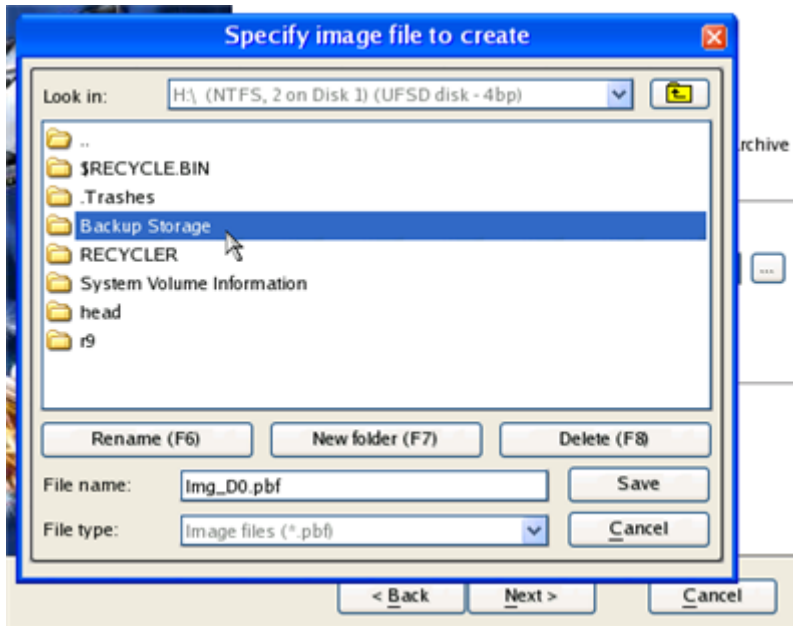 Specify image file to create
Look in: H:\ (NTFS, 2 on Disk 1) (UFSD disk - 4bp)
..
$RECYCLE.BIN
.Trashes
Backup Storage
RECYCLER
System Volume Information
head
r9
Rename (F6) New folder (F7) Delete (F8)
File name: Img_D0.pbf Save
File type: Image files (*.pbf) Cancel
rchive
...
< Back Next > Cancel